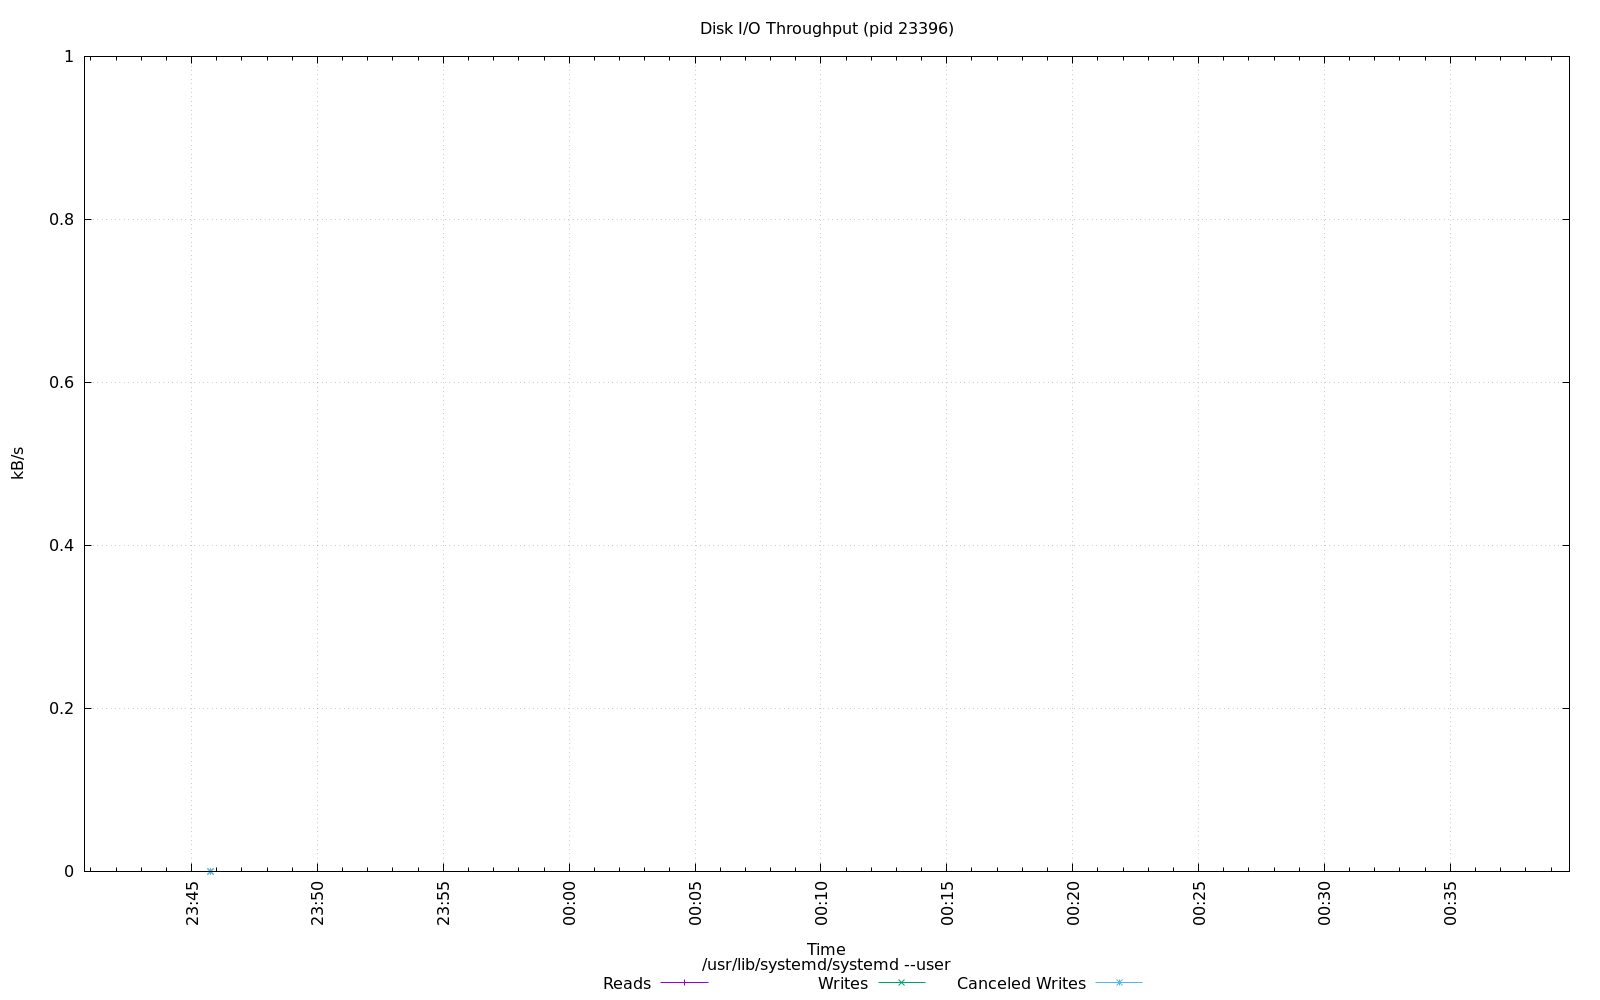 Disk I/O Throughput (pid 23396)
1
0.8
0.6
0.4
0.2
0
kB/s
23:45 23:50 23:55 00:00 00:05 00:10 00:15 00:20 00:25 00:30 00:35
Time
/usr/lib/systemd/systemd --user
Reads Writes Canceled Writes